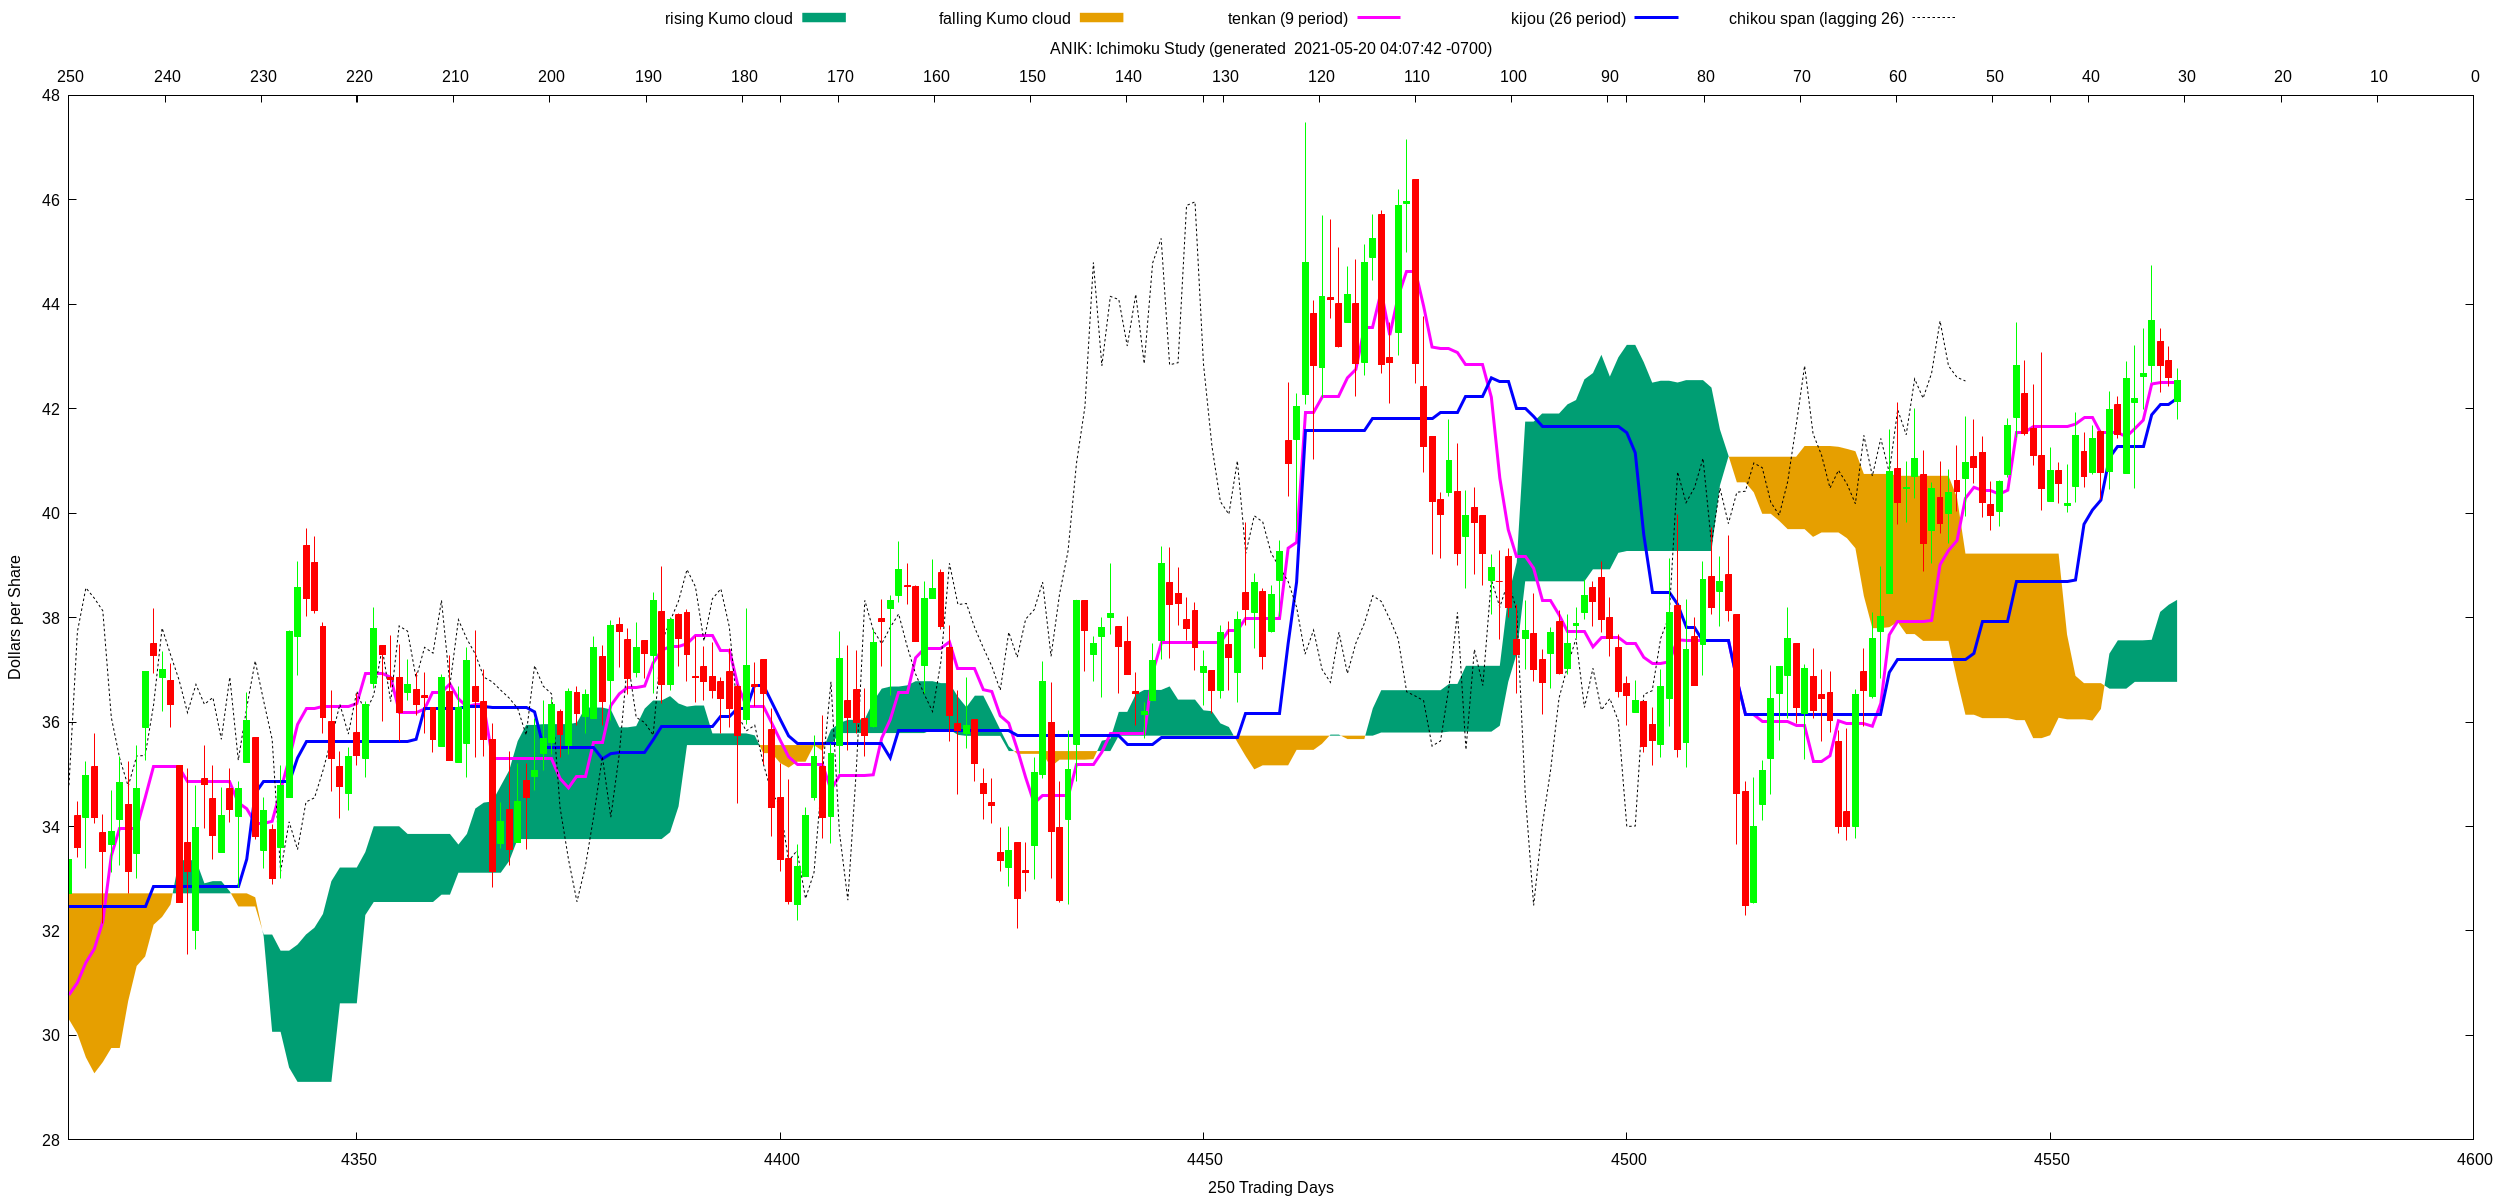 rising Kumo cloud falling Kumo cloud tenkan (9 period) kijou (26 period) chikou span (lagging 26)
ANIK: Ichimoku Study (generated  2021-05-20 04:07:42 -0700)
250 240 230 220 210 200 190 180 170 160 150 140 130 120 110 100 90 80 70 60 50 40 30 20 10 0
48
46
44
42
40
38
36
34
32
30
28
Dollars per Share
4350 4400 4450 4500 4550 4600
250 Trading Days